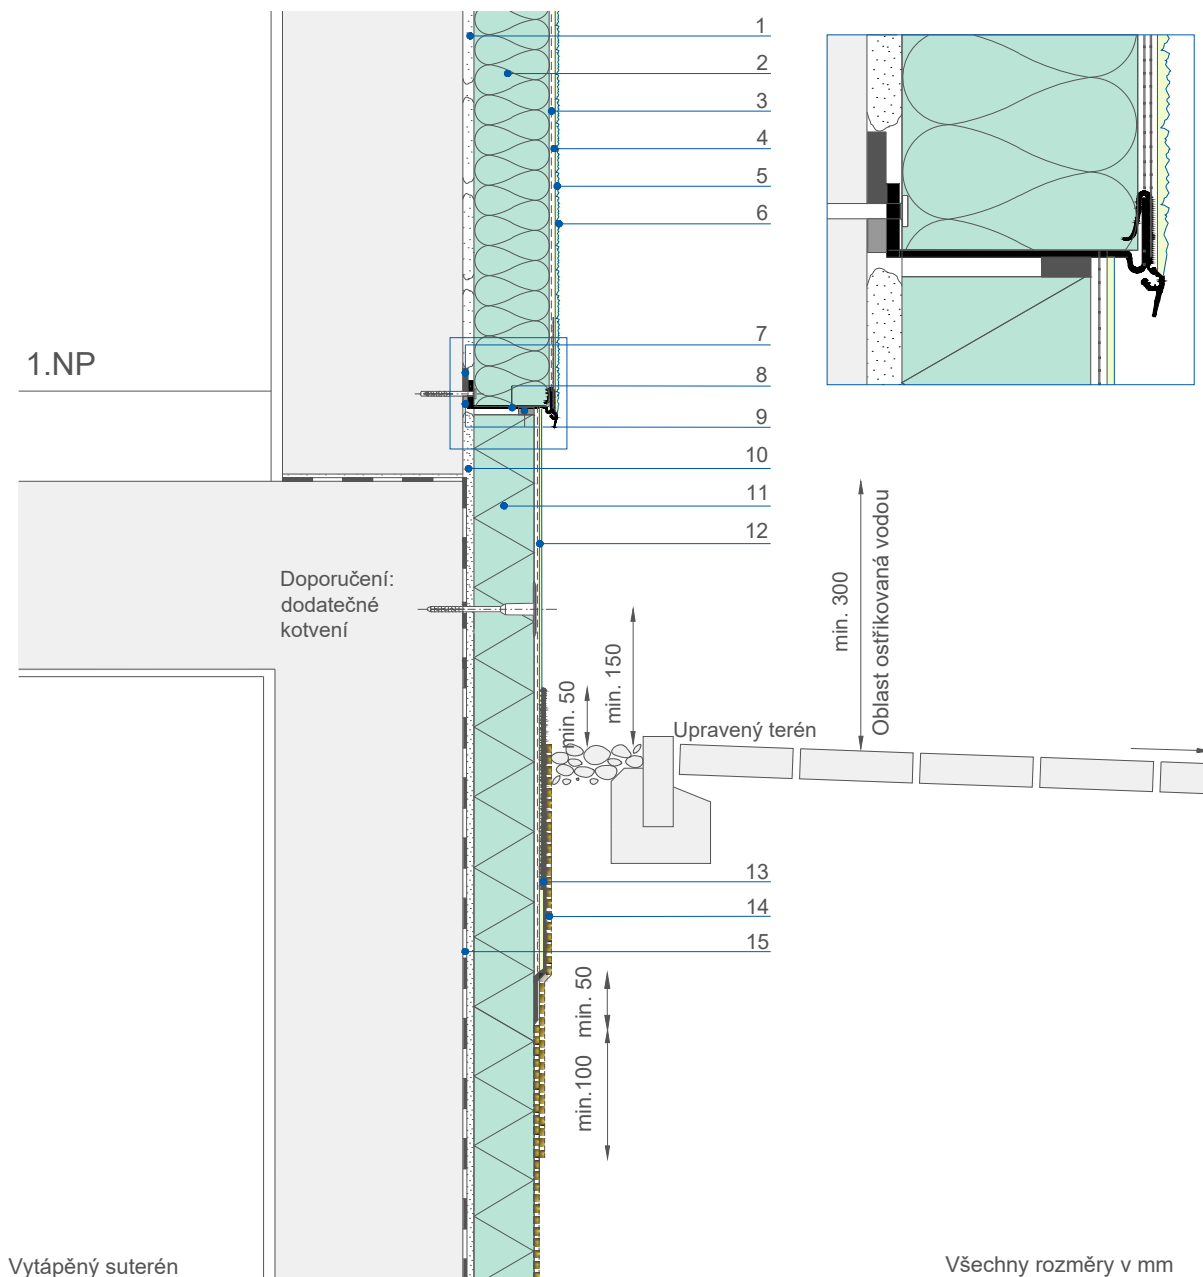 1
2
3
4
5
6
1.NP
7
8
9
10
11
12
Doporučení:
dodatečné
kotvení
min. 50
min. 150
min. 300
Oblast ostřikovaná vodou
Upravený terén
13
14
15
min. 50
min.100
Vytápěný suterén
Všechny rozměry v mm